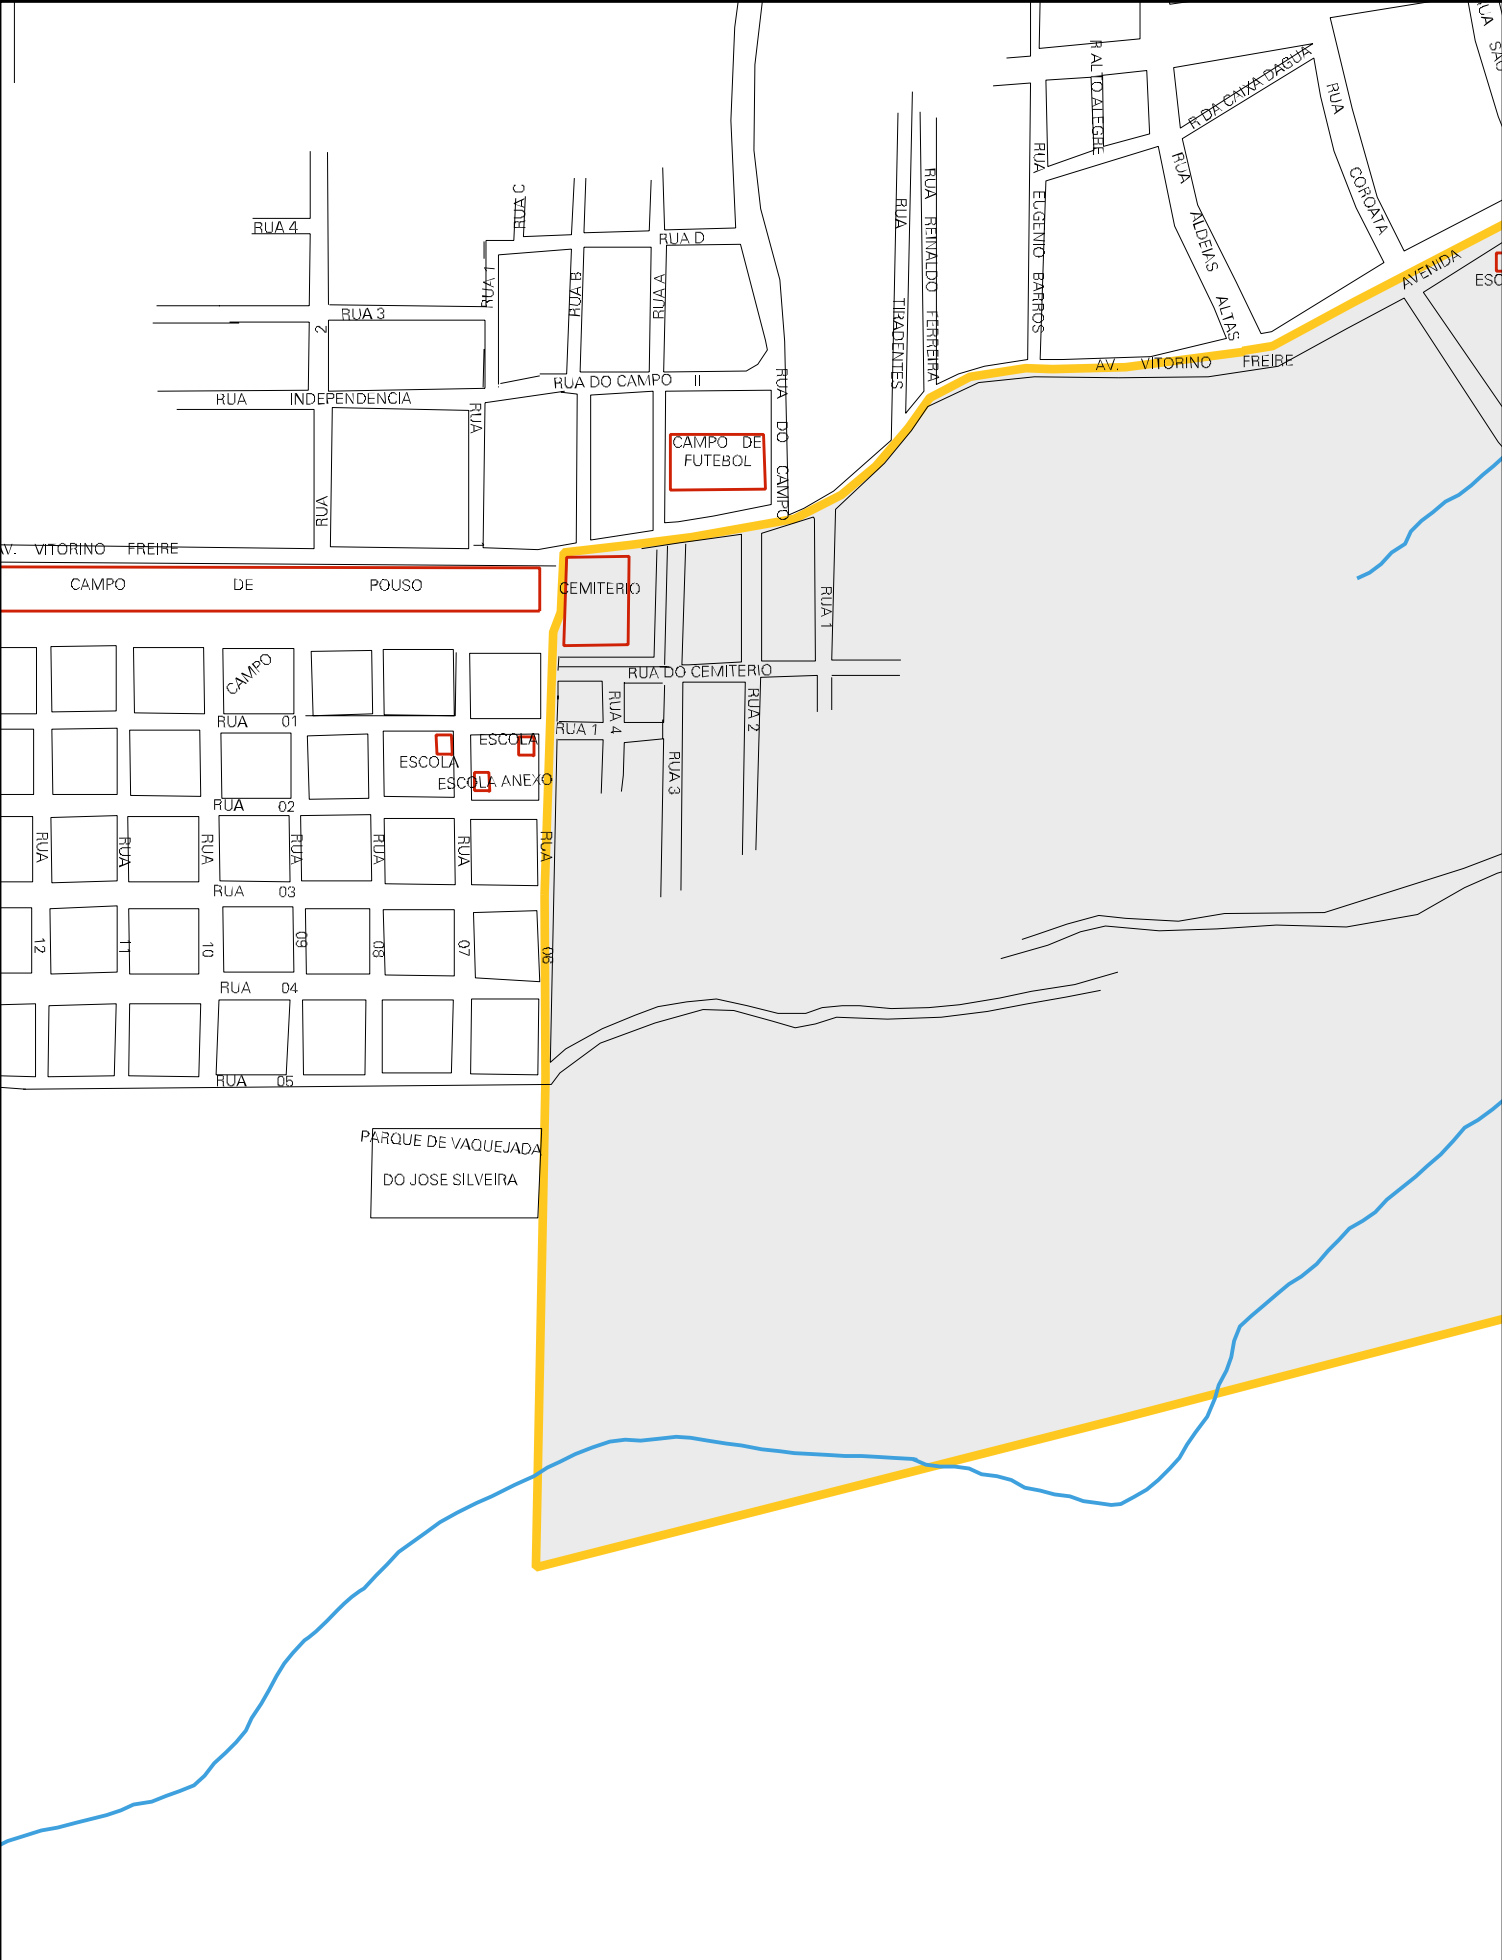 RUA SAO
R ALTO ALEGRE
R DA CAIXA DAGUA
RUA COROATA
RUA ALDEIAS ALTAS
RUA EUGENIO BARROS
RUA REINALDO FERREIRA
RUA TIRADENTES
RUA C
RUA 4
RUA D
AVENIDA
ESC
RUA 1
RUA B
RUA A
RUA 3
2
AV. VITORINO FREIRE
RUA DO CAMPO II
RUA DO CAMPO
RUA INDEPENDENCIA
RUA
CAMPO DE
FUTEBOL
RUA
1
AV. VITORINO FREIRE
CAMPO DE POUSO
CEMITERIO
RUA 1
CAMPO
RUA DO CEMITERIO
RUA 4
RUA 2
RUA 01
RUA 1
ESCOLA
ESCOLA
RUA 3
ESCOLA ANEXO
RUA 02
RUA 12
RUA 11
RUA 10
RUA 09
RUA 08
RUA 07
RUA 06
RUA 03
RUA 04
RUA 05
PARQUE DE VAQUEJADA
DO JOSE SILVEIRA